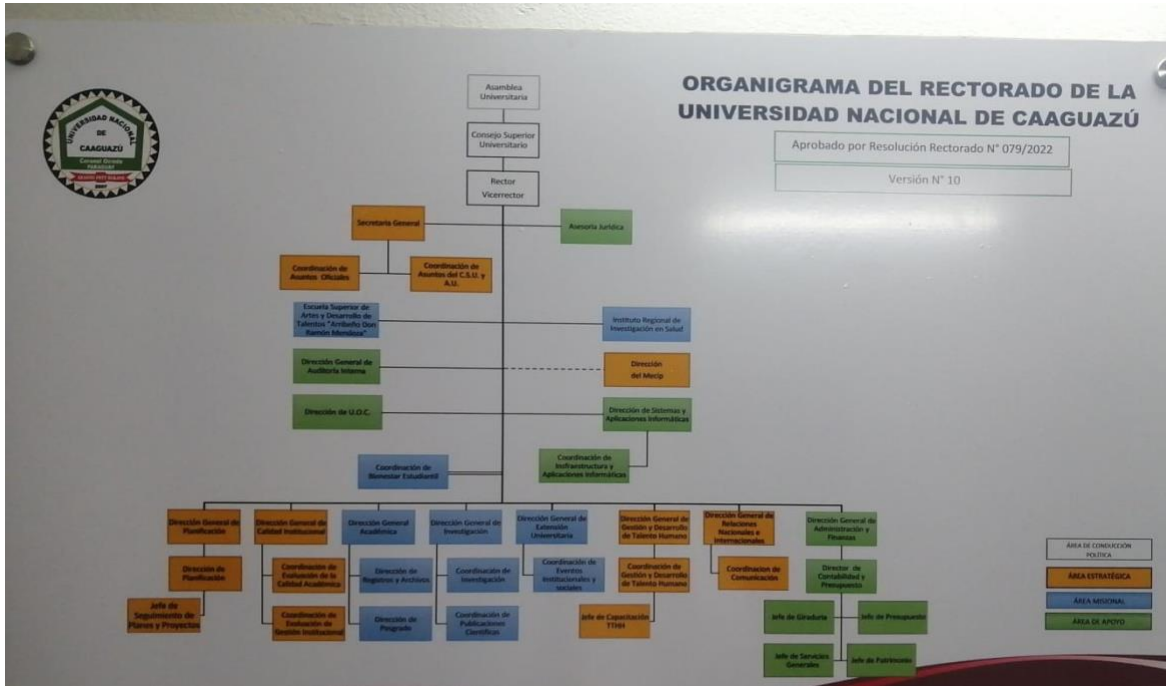 ORGANIGRAMA DEL RECTORADO DE LA
UNIVERSIDAD NACIONAL DE CAAGUAZÚ
Aprobado por Resolución Rectorado N° 079/2022
Versión N° 10
UNIVERSIDAD NACIONAL
DE
CAAGUAZÚ
Coronel Oviedo
PARAGUAY
2007
Asamblea
Universitaria
Consejo Superior
Universitario
Rector
Vicerrector
Secretaría General
Asesoría Jurídica
Coordinación de
Asuntos Oficiales
Coordinación de
Asuntos del C.S.U. y
A.U.
Escuela Superior de
Artes y Desarrollo de
Talentos "Arribeño Don
Ramón Mendoza"
Instituto Regional de
Investigación en Salud
Dirección General de
Auditoría Interna
Dirección
del Mecip
Dirección de U.O.C.
Dirección de Sistemas y
Aplicaciones Informáticas
Coordinación de
Infraestructura y
Aplicaciones Informáticas
Coordinación de
Bienestar Estudiantil
Dirección General de
Planificación
Dirección General de
Calidad Institucional
Dirección General
Académica
Dirección General de
Investigación
Dirección General de
Extensión
Universitaria
Dirección General de
Gestión y Desarrollo
de Talento Humano
Dirección General de
Relaciones
Nacionales e
Internacionales
Dirección General de
Administración y
Finanzas
Dirección de
Planificación
Coordinación de
Evaluación de la
Calidad Académica
Dirección de
Registros y Archivos
Coordinación de
Investigación
Coordinación de
Eventos
Institucionales y
sociales
Coordinación de
Gestión y Desarrollo
de Talento Humano
Coordinacion de
Comunicación
Director de
Contabilidad y
Presupuesto
Jefe de
Seguimiento de
Planes y Proyectos
Coordinación de
Evaluación de
Gestión Institucional
Dirección de
Posgrado
Coordinación de
Publicaciones
Científicas
Jefe de Capacitación
TTHH
Jefe de Giraduría
Jefe de Presupuesto
Jefe de Servicios
Generales
Jefe de Patrimonio
ÁREA DE CONDUCCIÓN
POLÍTICA
ÁREA ESTRATÉGICA
ÁREA MISIONAL
ÁREA DE APOYO